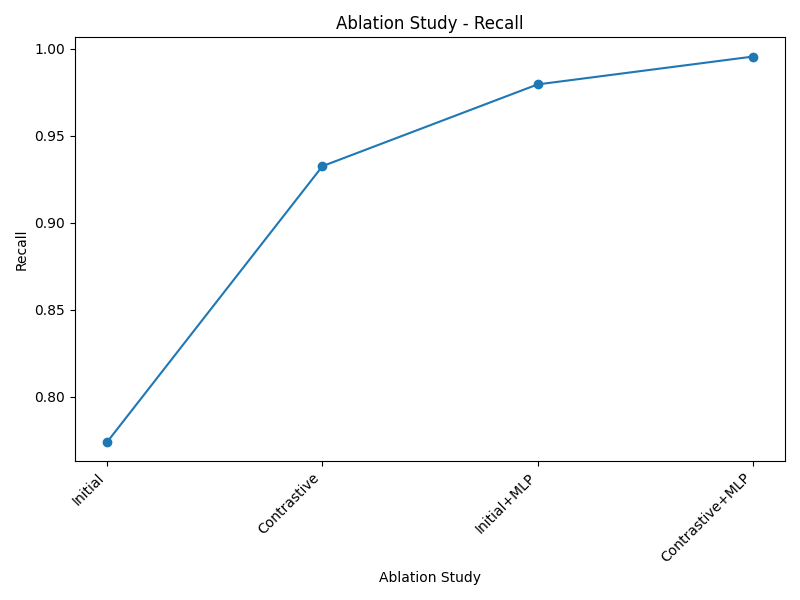 Ablation Study - Recall
1.00
0.95
0.90
0.85
0.80
Recall
Initial
Contrastive
Initial+MLP
Contrastive+MLP
Ablation Study